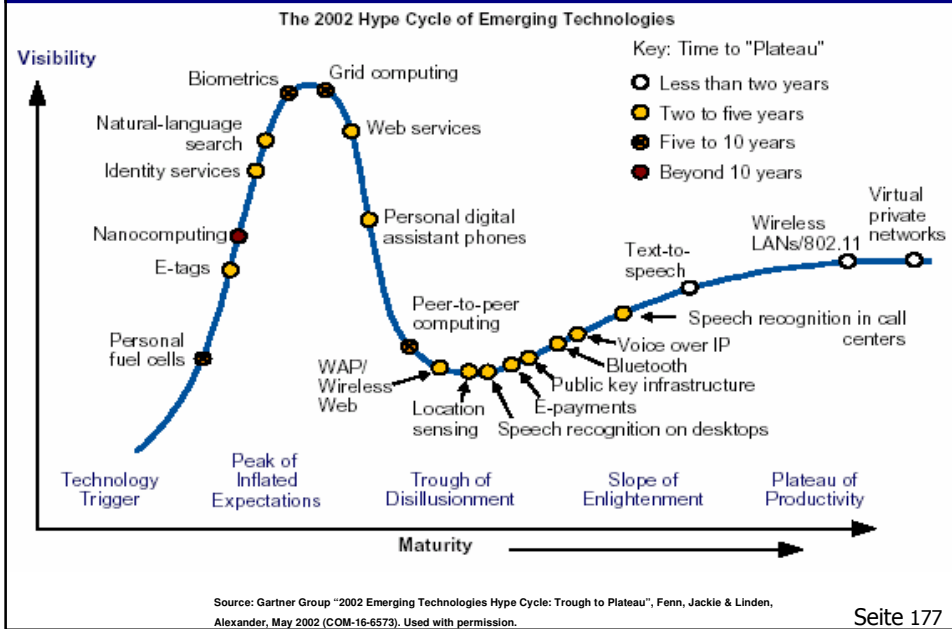 The 2002 Hype Cycle of Emerging Technologies
Visibility
Key: Time to "Plateau"
Less than two years
Two to five years
Five to 10 years
Beyond 10 years
Biometrics
Grid computing
Natural-language
search
Web services
Identity services
Nanocomputing
Personal digital
assistant phones
E-tags
Personal
fuel cells
Peer-to-peer
computing
WAP/
Wireless
Web
Location
sensing
Speech recognition on desktops
E-payments
Public key infrastructure
Bluetooth
Voice over IP
Speech recognition in call
centers
Text-to-
speech
Wireless
LANs/802.11
Virtual
private
networks
Technology
Trigger
Peak of
Inflated
Expectations
Trough of
Disillusionment
Slope of
Enlightenment
Plateau of
Productivity
Maturity
Source: Gartner Group “2002 Emerging Technologies Hype Cycle: Trough to Plateau”, Fenn, Jackie & Linden,
Alexander, May 2002 (COM-16-6573). Used with permission.
Seite 177